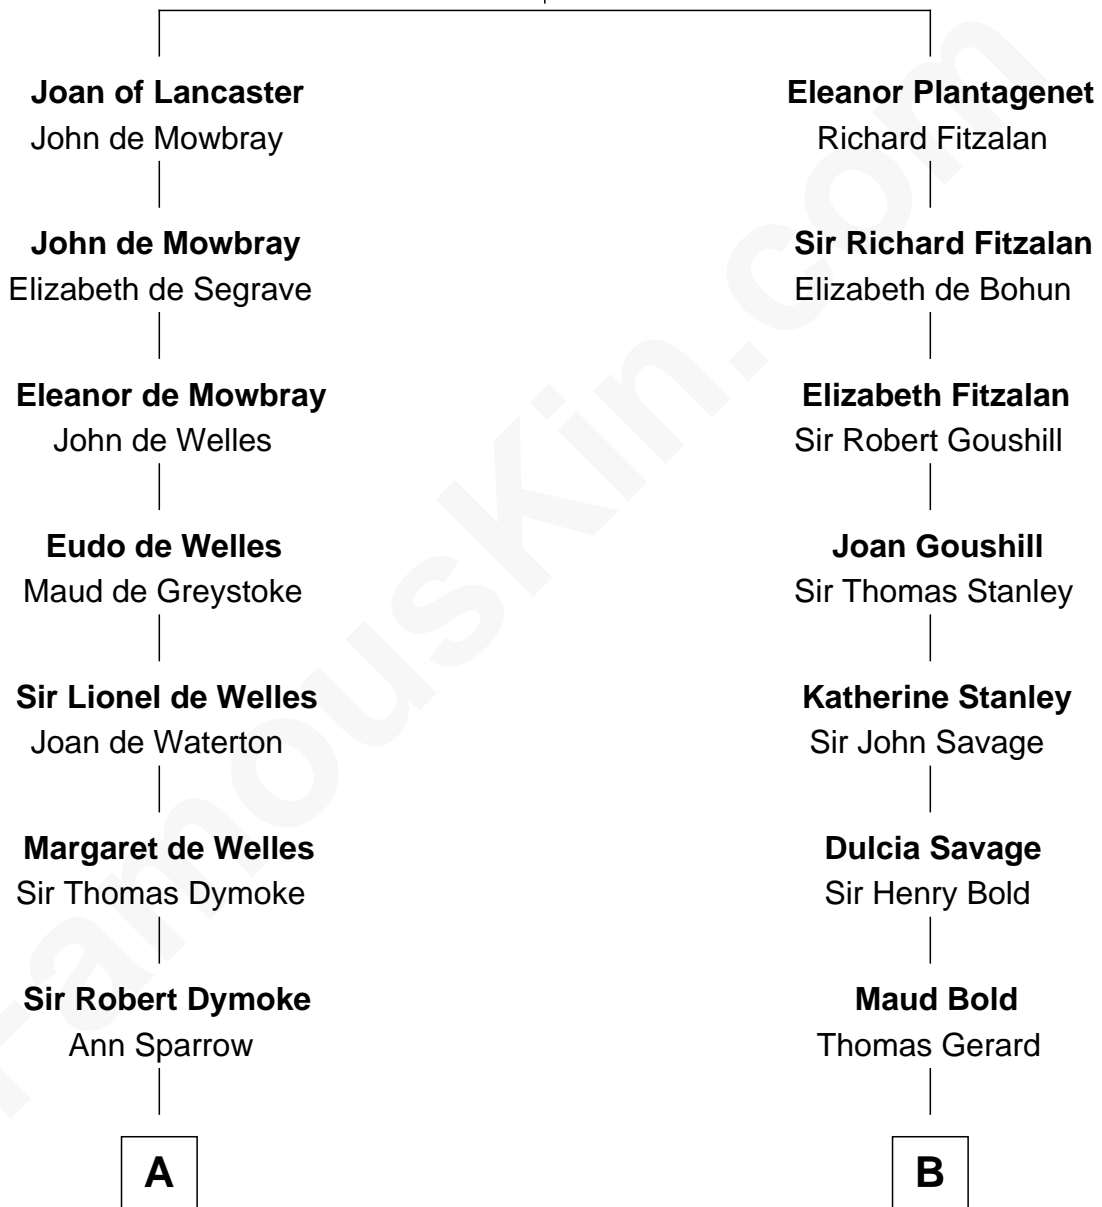 Joan of Lancaster
John de Mowbray
Eleanor Plantagenet
Richard Fitzalan
John de Mowbray
Elizabeth de Segrave
Sir Richard Fitzalan
Elizabeth de Bohun
Eleanor de Mowbray
John de Welles
Elizabeth Fitzalan
Sir Robert Goushill
Eudo de Welles
Maud de Greystoke
Joan Goushill
Sir Thomas Stanley
Sir Lionel de Welles
Joan de Waterton
Katherine Stanley
Sir John Savage
Margaret de Welles
Sir Thomas Dymoke
Dulcia Savage
Sir Henry Bold
Sir Robert Dymoke
Ann Sparrow
Maud Bold
Thomas Gerard
A
B
FamousKin.com